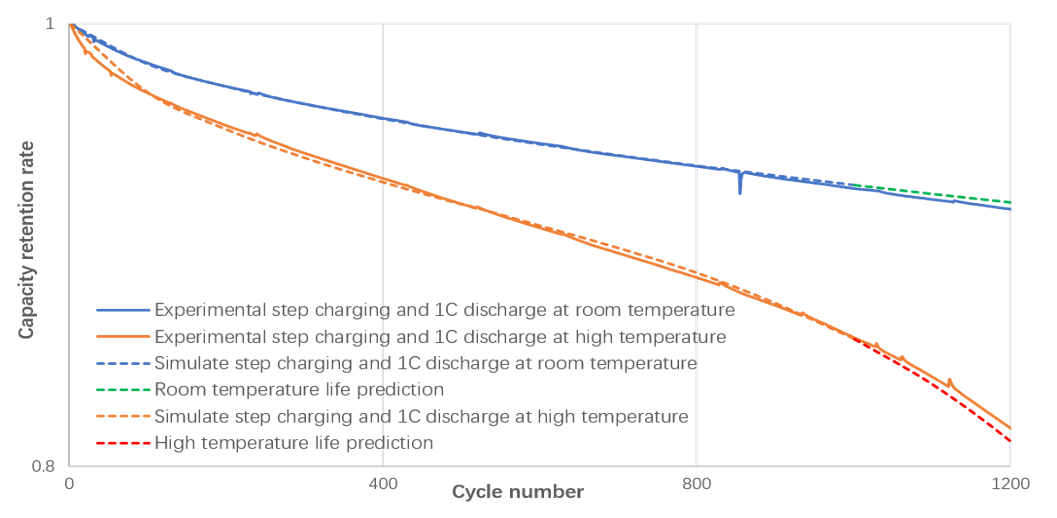 1
Capacity retention rate
Experimental step charging and 1C discharge at room temperature
Experimental step charging and 1C discharge at high temperature
Simulate step charging and 1C discharge at room temperature
Room temperature life prediction
Simulate step charging and 1C discharge at high temperature
High temperature life prediction
0.8
0
400
800
1200
Cycle number